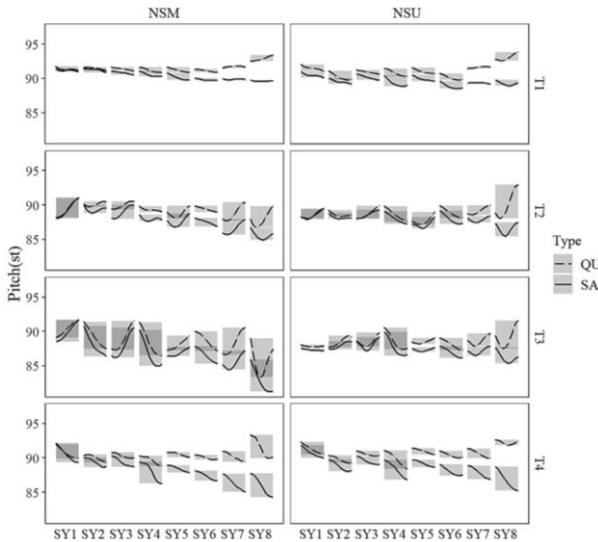 NSM NSU
95
90
85
T1
95
90
85
T2
Pitch(st)
Type
QU
SA
95
90
85
T3
95
90
85
T4
SY1 SY2 SY3 SY4 SY5 SY6 SY7 SY8 SY1 SY2 SY3 SY4 SY5 SY6 SY7 SY8